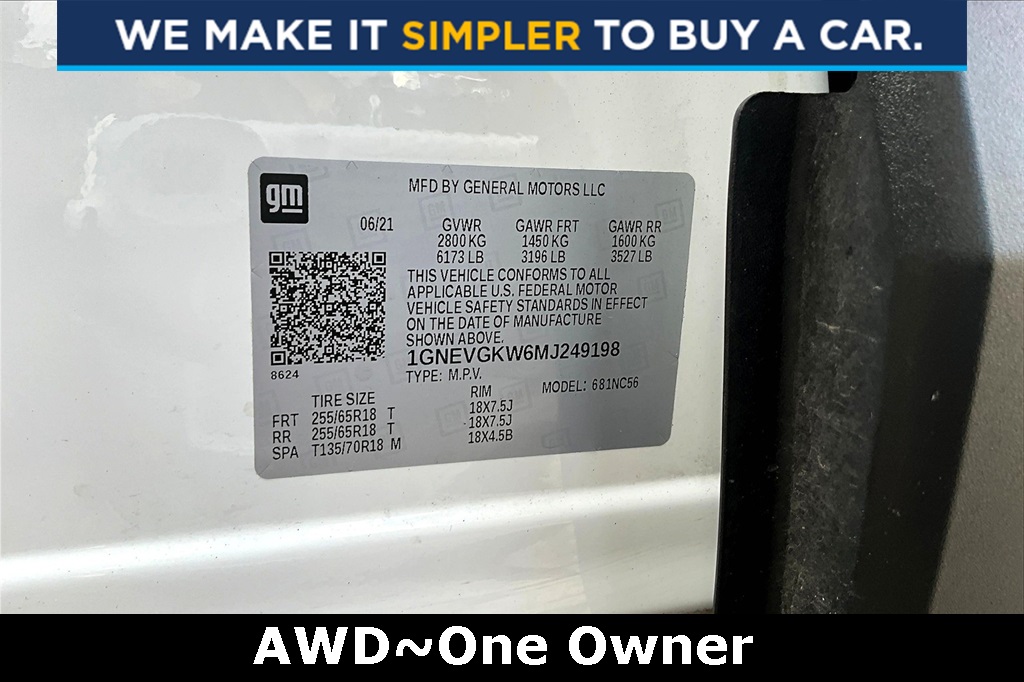 WE MAKE IT SIMPLER TO BUY A CAR.
gm
MFD BY GENERAL MOTORS LLC
06/21 GVWR GAWR FRT GAWR RR
2800 KG 1450 KG 1600 KG
6173 LB 3196 LB 3527 LB
THIS VEHICLE CONFORMS TO ALL
APPLICABLE U.S. FEDERAL MOTOR
VEHICLE SAFETY STANDARDS IN EFFECT
ON THE DATE OF MANUFACTURE
SHOWN ABOVE.
1GNEVGKW6MJ249198
8624
TYPE: M.P.V. MODEL: 681NC56
TIRE SIZE RIM
FRT 255/65R18 T 18X7.5J
RR 255/65R18 T 18X7.5J
SPA T135/70R18 M 18X4.5B
AWD~One Owner